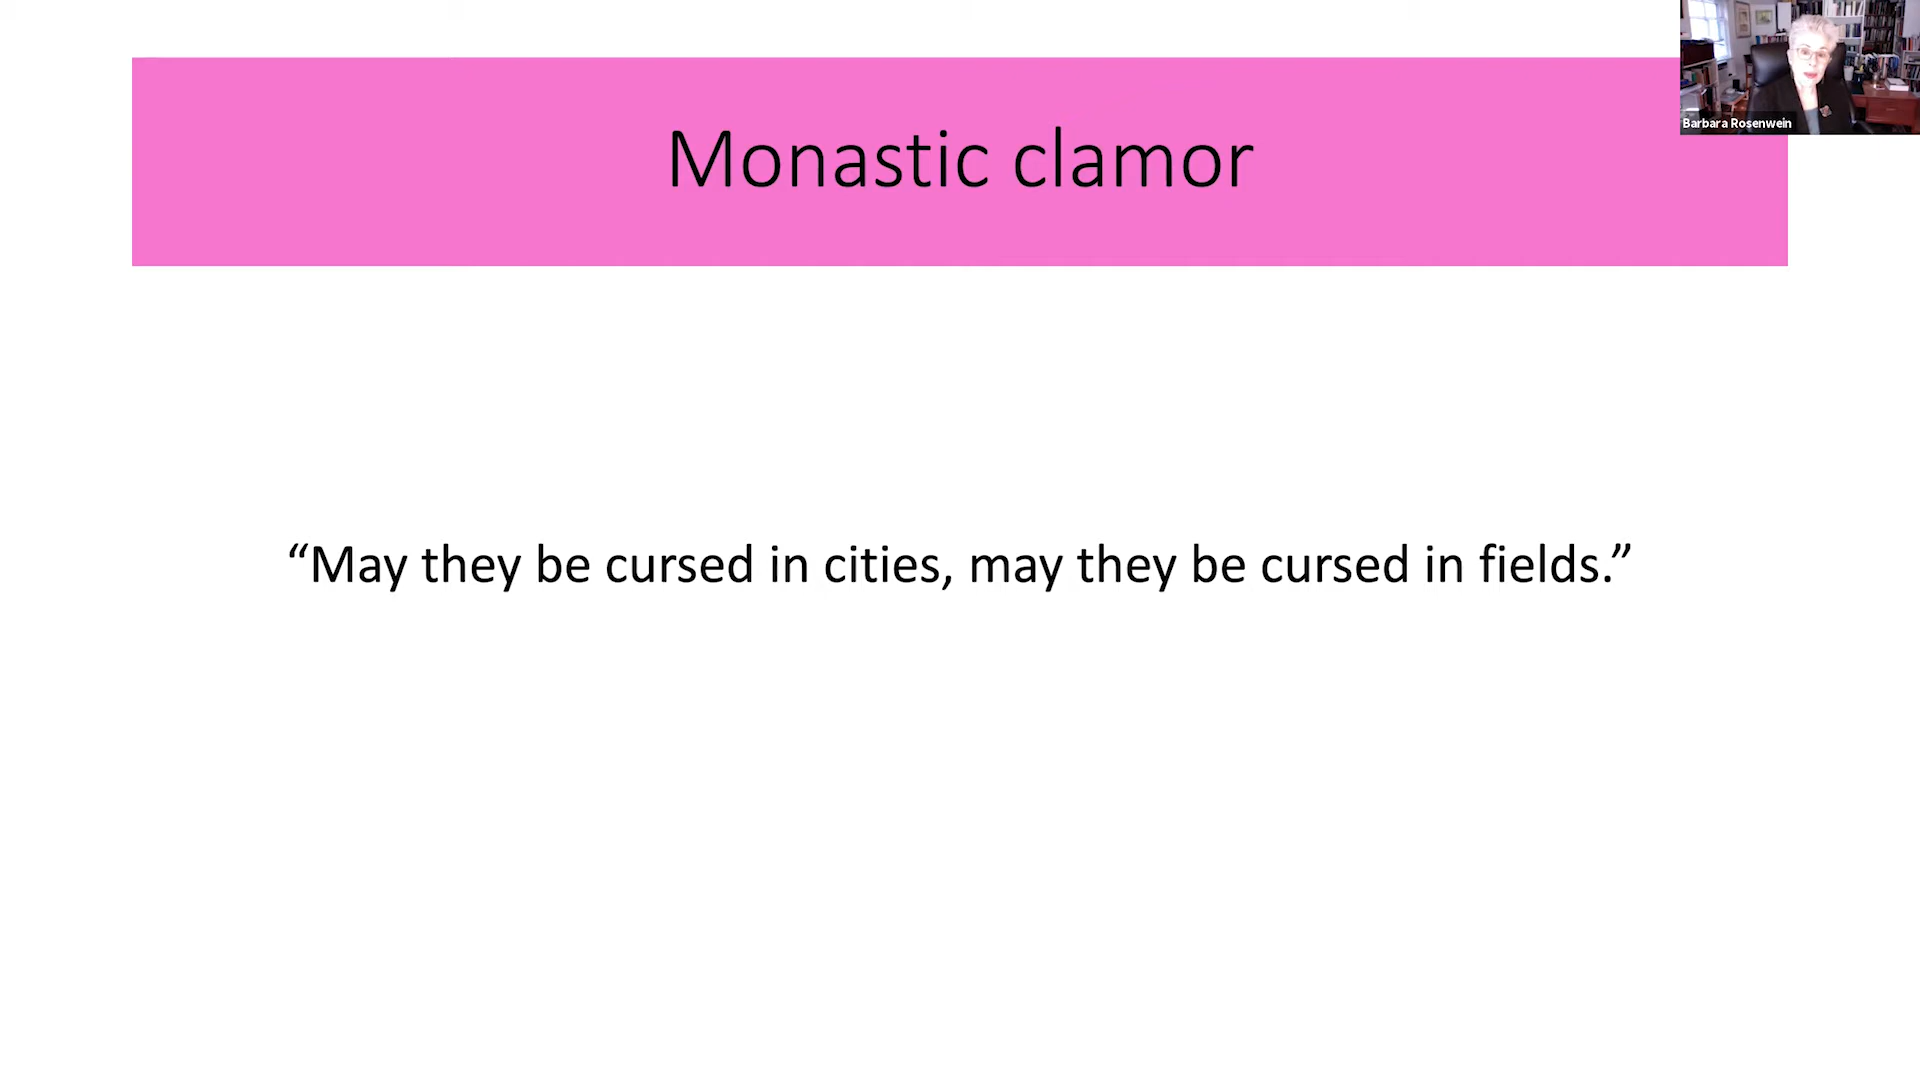 Monastic clamor
Barbara Rosenwein
“May they be cursed in cities, may they be cursed in fields.”